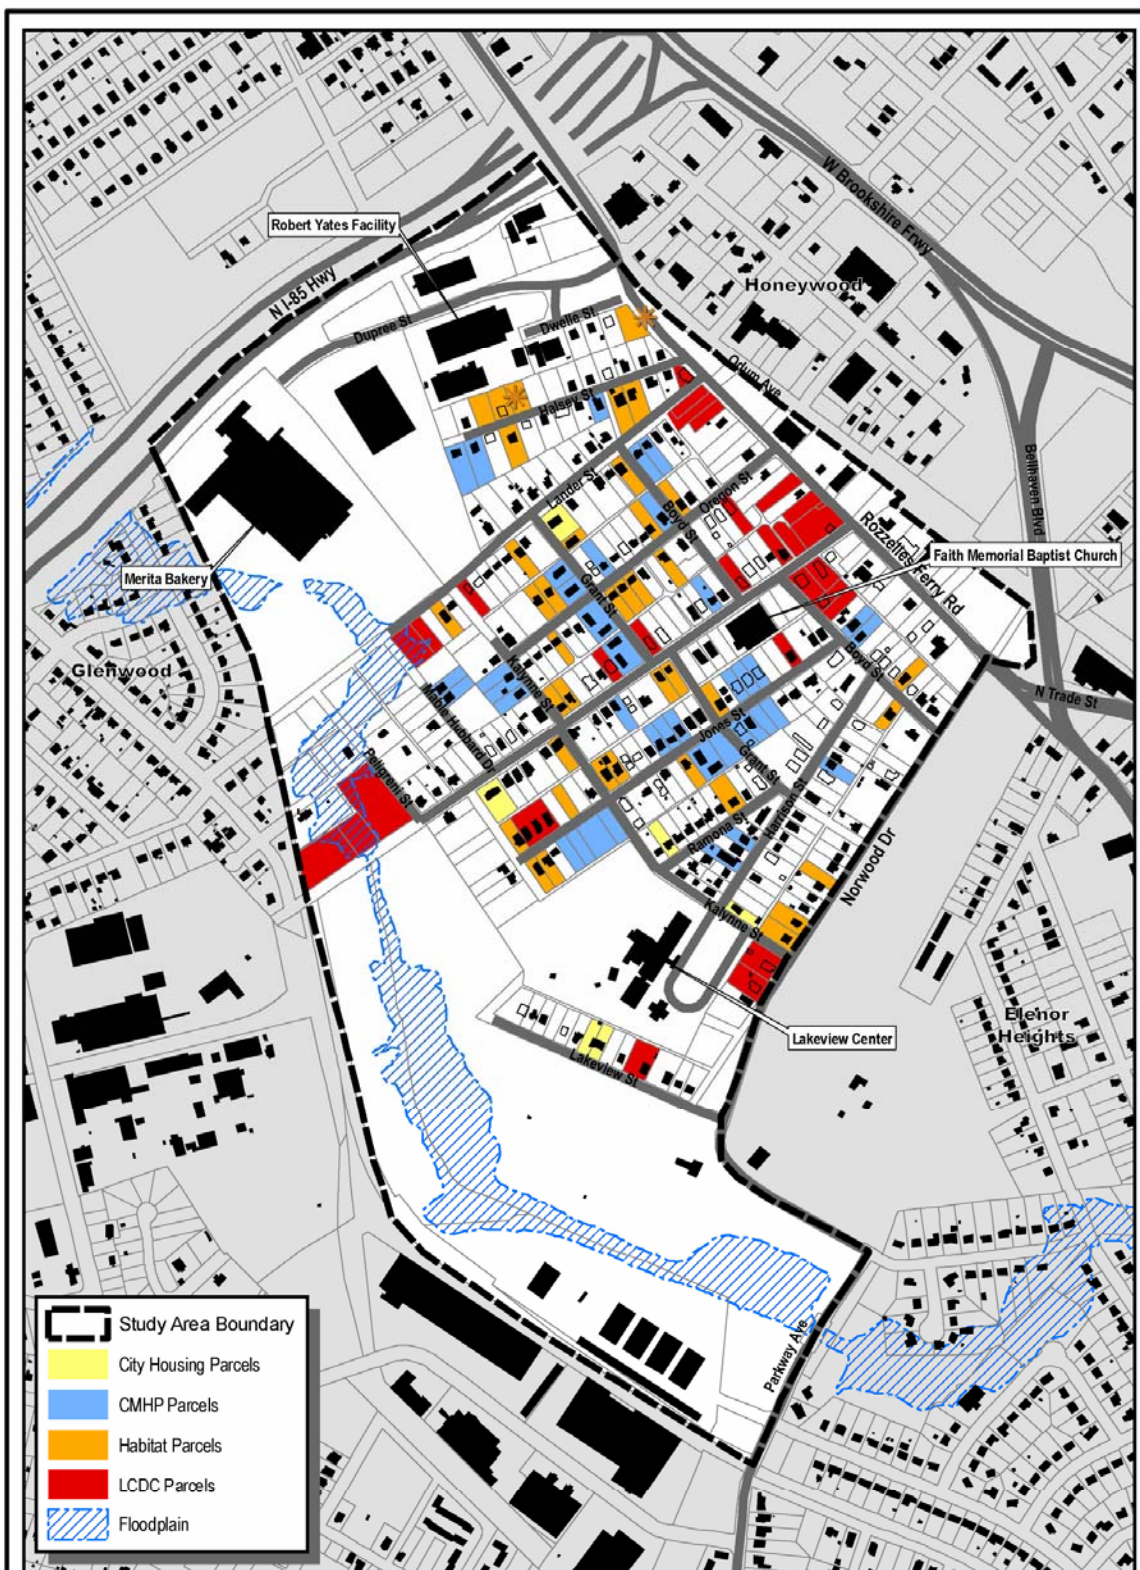 W Brookshire Frwy
Robert Yates Facility
N I-85 Hwy
Honeywood
Dupree St
Dwelle St
Odum Ave
Halsey St
Bellhaven Blvd
Lander St
Oregon St
Boyd St
Rozzelles Ferry Rd
Faith Memorial Baptist Church
Merita Bakery
Grant St
Glenwood
Kalynne St
Boyd St
Mable Hubbard Dr
N Trade St
Jones St
Peligreni St
Grant St
Harrison St
Ramona St
Norwood Dr
Kalynne St
Elenor
Heights
Lakeview Center
Lakeview St
Parkway Ave
Study Area Boundary
City Housing Parcels
CMHP Parcels
Habitat Parcels
LCDC Parcels
Floodplain